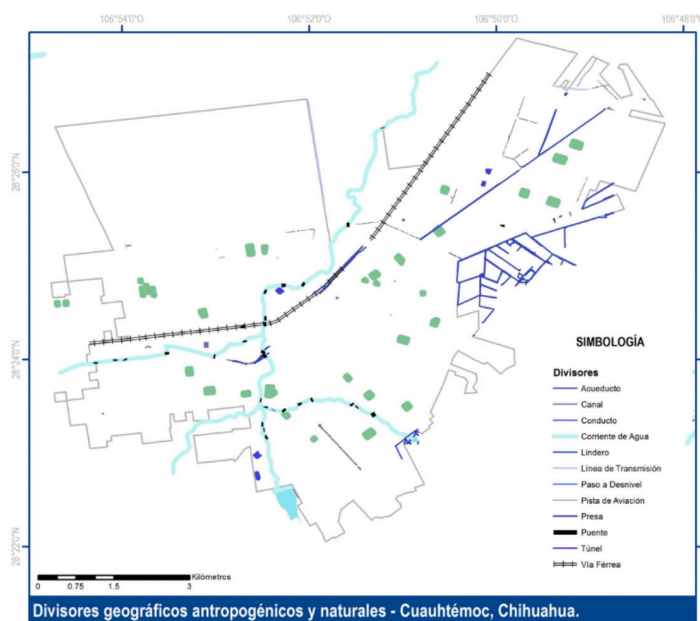 106°54'0"O 106°52'0"O 106°50'0"O 106°48'0"O
28°26'0"N
28°24'0"N
28°22'0"N
SIMBOLOGÍA
Divisores
Acueducto
Canal
Conducto
Corriente de Agua
Lindero
Línea de Transmisión
Paso a Desnivel
Pista de Aviación
Presa
Puente
Túnel
Vía Férrea
Kilómetros
0 0.75 1.5 3
Divisores geográficos antropogénicos y naturales - Cuauhtémoc, Chihuahua.